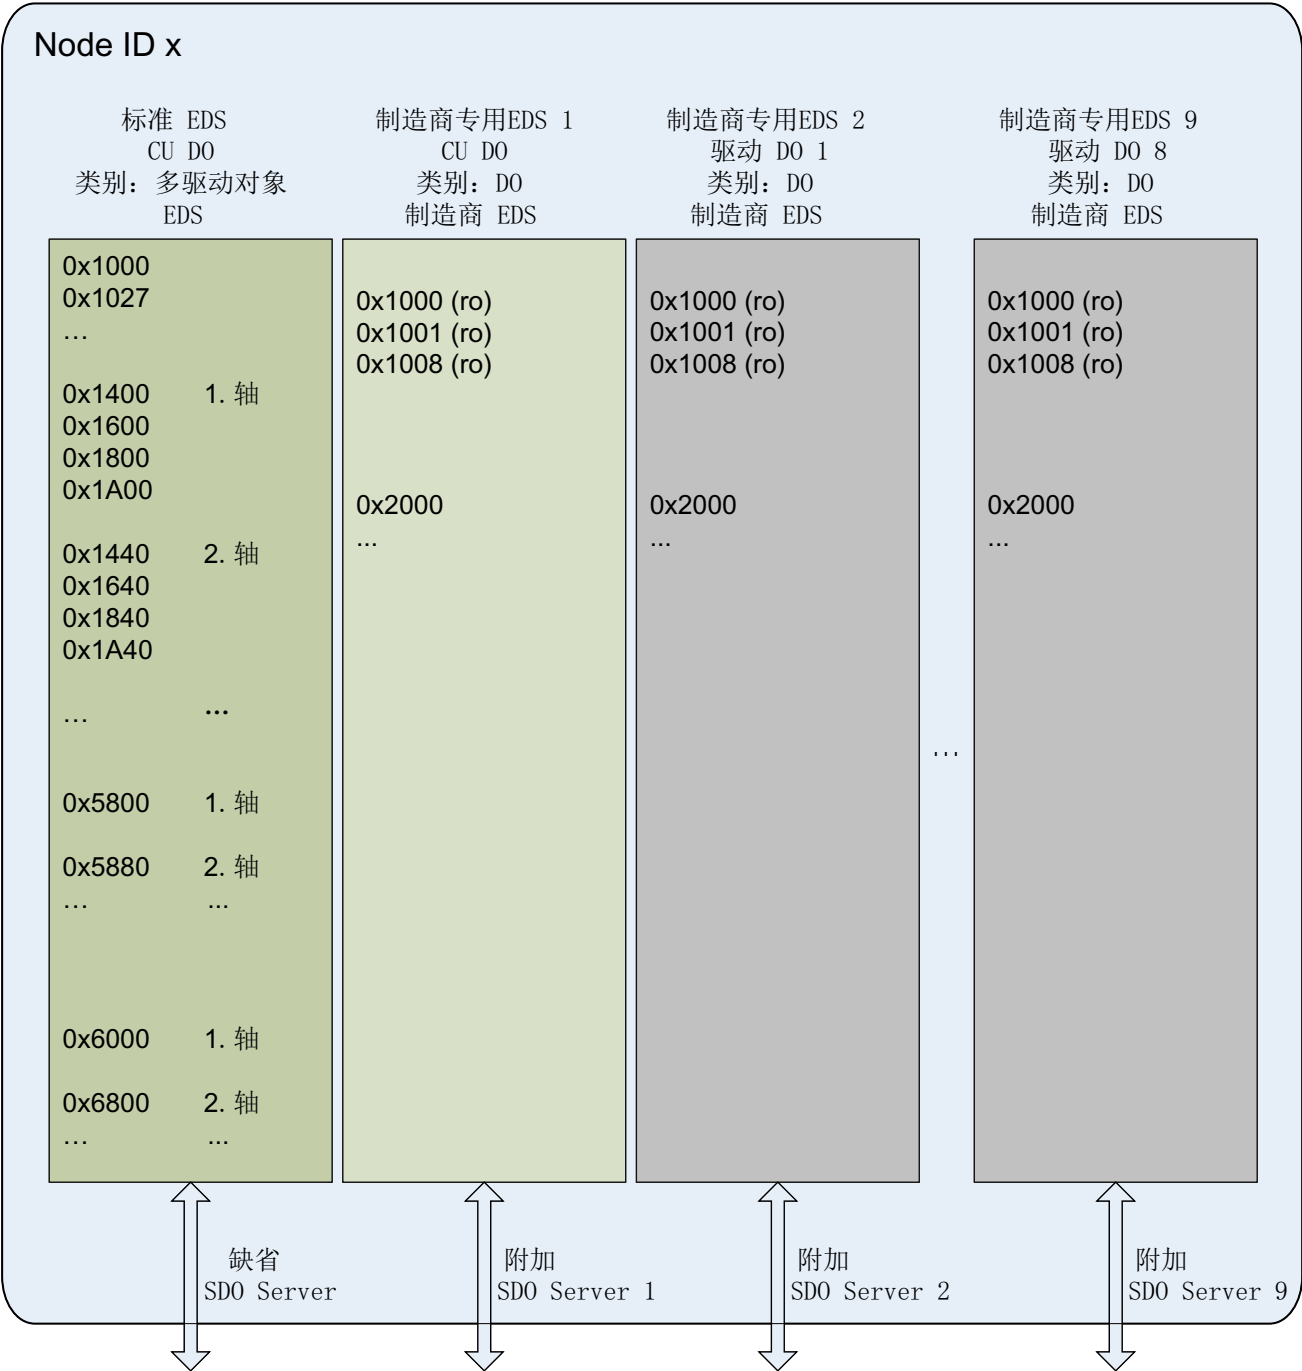 Node ID x
标准 EDS
CU DO
类别：多驱动对象
EDS
制造商专用EDS 1
CU DO
类别：DO
制造商 EDS
制造商专用EDS 2
驱动 DO 1
类别：DO
制造商 EDS
制造商专用EDS 9
驱动 DO 8
类别：DO
制造商 EDS
0x1000
0x1027
...
0x1400 1. 轴
0x1600
0x1800
0x1A00
0x1440 2. 轴
0x1640
0x1840
0x1A40
... ...
0x5800 1. 轴
0x5880 2. 轴
... ...
0x6000 1. 轴
0x6800 2. 轴
... ...
0x1000 (ro)
0x1001 (ro)
0x1008 (ro)
0x2000
...
0x1000 (ro)
0x1001 (ro)
0x1008 (ro)
0x2000
...
...
0x1000 (ro)
0x1001 (ro)
0x1008 (ro)
0x2000
...
缺省
SDO Server
附加
SDO Server 1
附加
SDO Server 2
附加
SDO Server 9